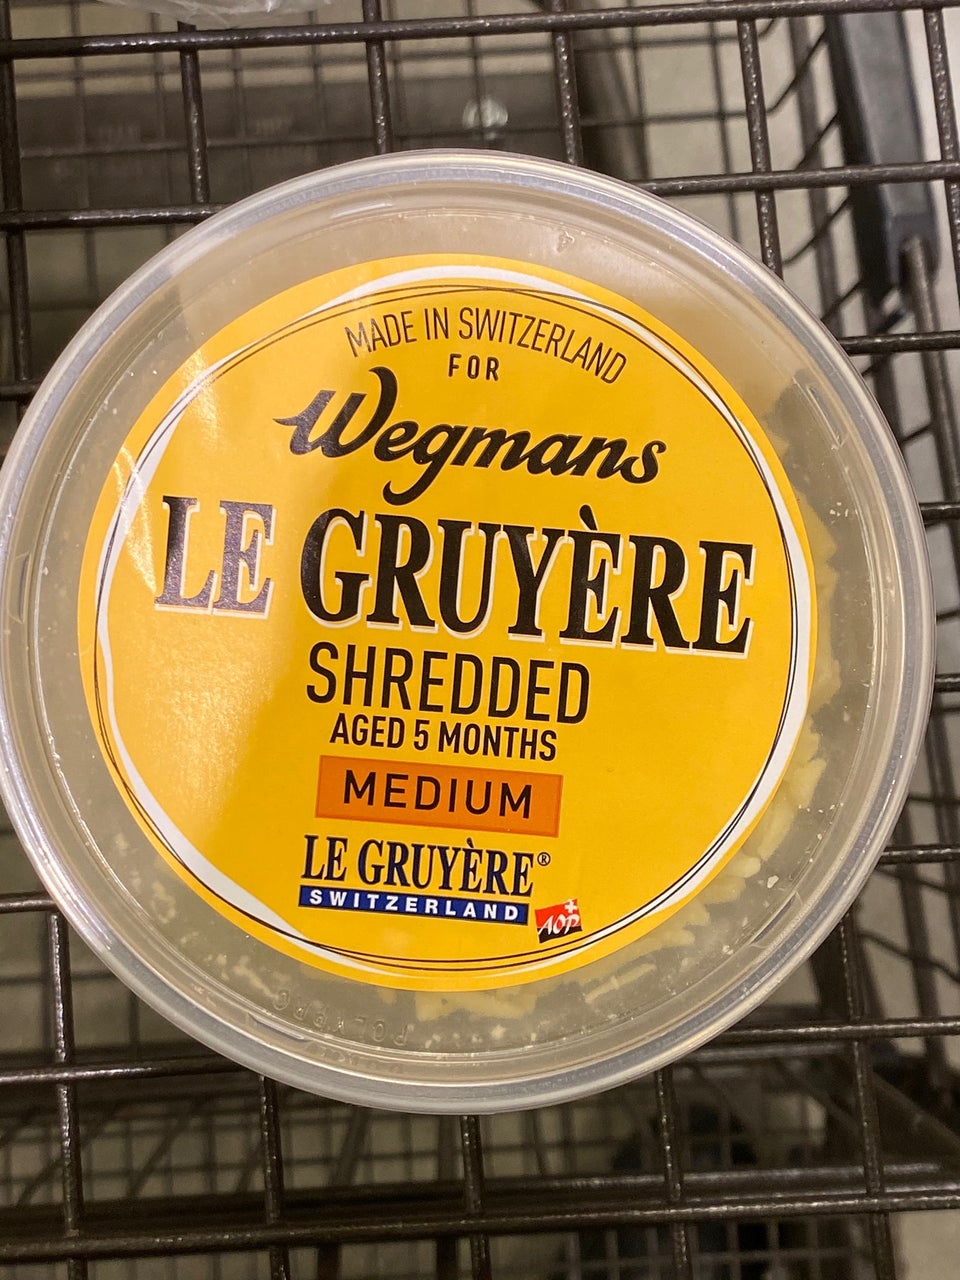 MADE IN SWITZERLAND
FOR
Wegmans
LE GRUYÈRE
SHREDDED
AGED 5 MONTHS
MEDIUM
LE GRUYÈRE®
SWITZERLAND
AOP